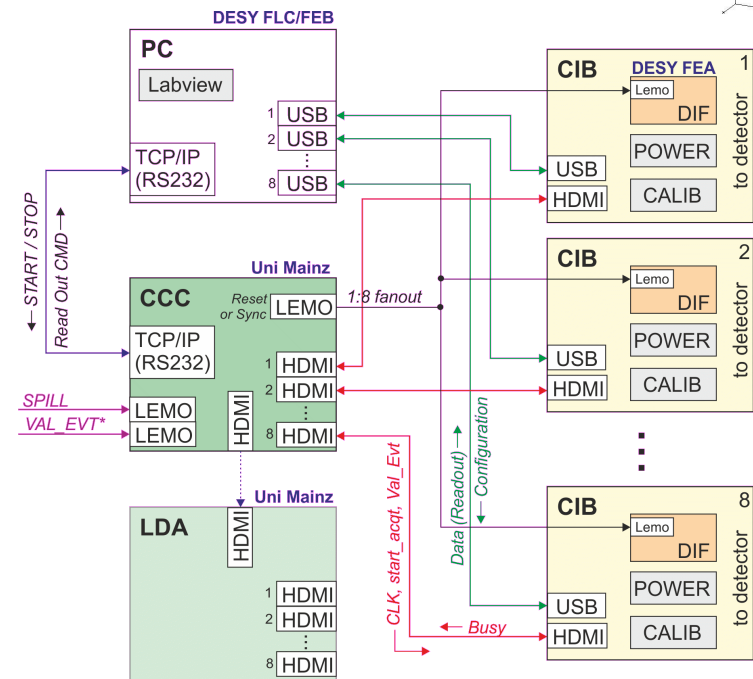 DESY FLC/FEB
PC
Labview
1 USB
2 USB
8 USB
TCP/IP
(RS232)
START / STOP
Read Out CMD
Uni Mainz
CCC
Reset
or Sync
LEMO
1:8 fanout
TCP/IP
(RS232)
1 HDMI
2 HDMI
8 HDMI
HDMI
SPILL
LEMO
VAL_EVT*
LEMO
Uni Mainz
LDA
HDMI
1 HDMI
2 HDMI
8 HDMI
CLK, start_acqt, Val_Evt
Data (Readout)
Configuration
Busy
CIB
DESY FEA
1
Lemo
DIF
POWER
CALIB
USB
HDMI
to detector
CIB
2
Lemo
DIF
POWER
CALIB
USB
HDMI
to detector
CIB
8
Lemo
DIF
POWER
CALIB
USB
HDMI
to detector